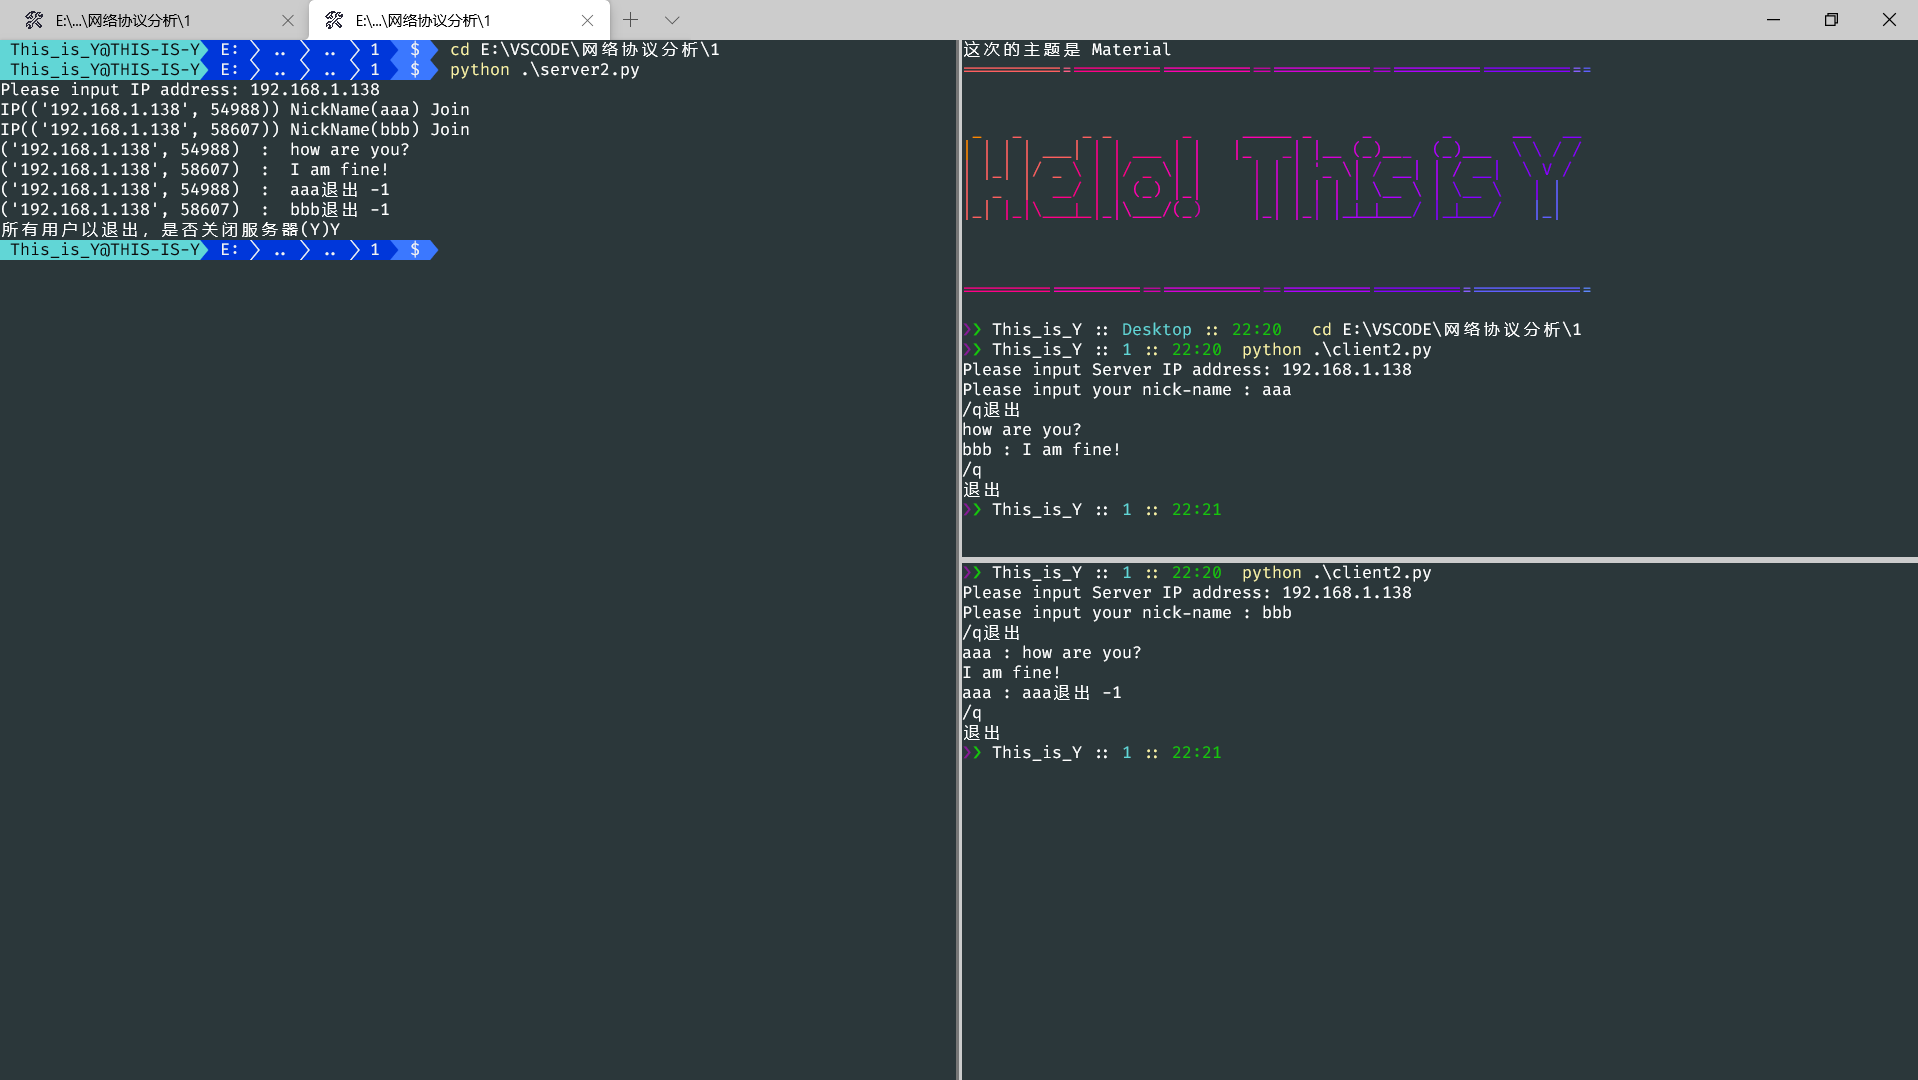 E:\...\网络协议分析\1
E:\...\网络协议分析\1
This_is_Y@THIS-IS-Y E: .. .. 1 $ cd E:\VSCODE\网络协议分析\1
This_is_Y@THIS-IS-Y E: .. .. 1 $ python .\server2.py
Please input IP address: 192.168.1.138
IP(('192.168.1.138', 54988)) NickName(aaa) Join
IP(('192.168.1.138', 58607)) NickName(bbb) Join
('192.168.1.138', 54988)  :  how are you?
('192.168.1.138', 58607)  :  I am fine!
('192.168.1.138', 54988)  :  aaa退出 -1
('192.168.1.138', 58607)  :  bbb退出 -1
所有用户以退出, 是否关闭服务器(Y)Y
This_is_Y@THIS-IS-Y E: .. .. 1 $
这次的主题是 Material
Hello! This is Y
❯❯ This_is_Y :: Desktop :: 22:20   cd E:\VSCODE\网络协议分析\1
❯❯ This_is_Y :: 1 :: 22:20  python .\client2.py
Please input Server IP address: 192.168.1.138
Please input your nick-name : aaa
/q退出
how are you?
bbb : I am fine!
/q
退出
❯❯ This_is_Y :: 1 :: 22:21
❯❯ This_is_Y :: 1 :: 22:20  python .\client2.py
Please input Server IP address: 192.168.1.138
Please input your nick-name : bbb
/q退出
aaa : how are you?
I am fine!
aaa : aaa退出 -1
/q
退出
❯❯ This_is_Y :: 1 :: 22:21